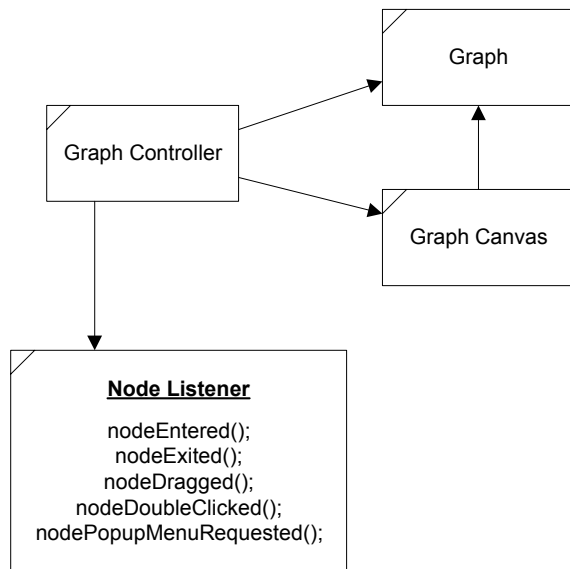 Graph
Graph Controller
Graph Canvas
Node Listener
nodeEntered();
nodeExited();
nodeDragged();
nodeDoubleClicked();
nodePopupMenuRequested();